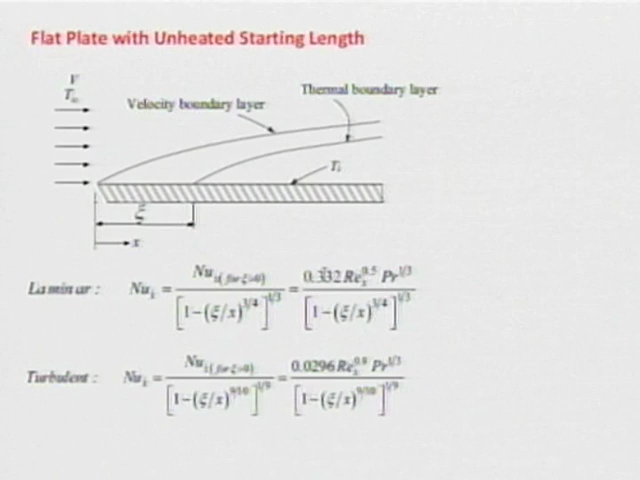 Flat Plate with Unheated Starting Length
V
T∞
Thermal boundary layer
Velocity boundary layer
Ts
ξ
x
Laminar : Nux = Nux(for ξ=0) / [1−(ξ/x)^3/4]^1/3 = 0.332 Rex^0.5 Pr^1/3 / [1−(ξ/x)^3/4]^1/3
Turbulent : Nux = Nux(for ξ=0) / [1−(ξ/x)^9/10]^1/9 = 0.0296 Rex^0.8 Pr^1/3 / [1−(ξ/x)^9/10]^1/9